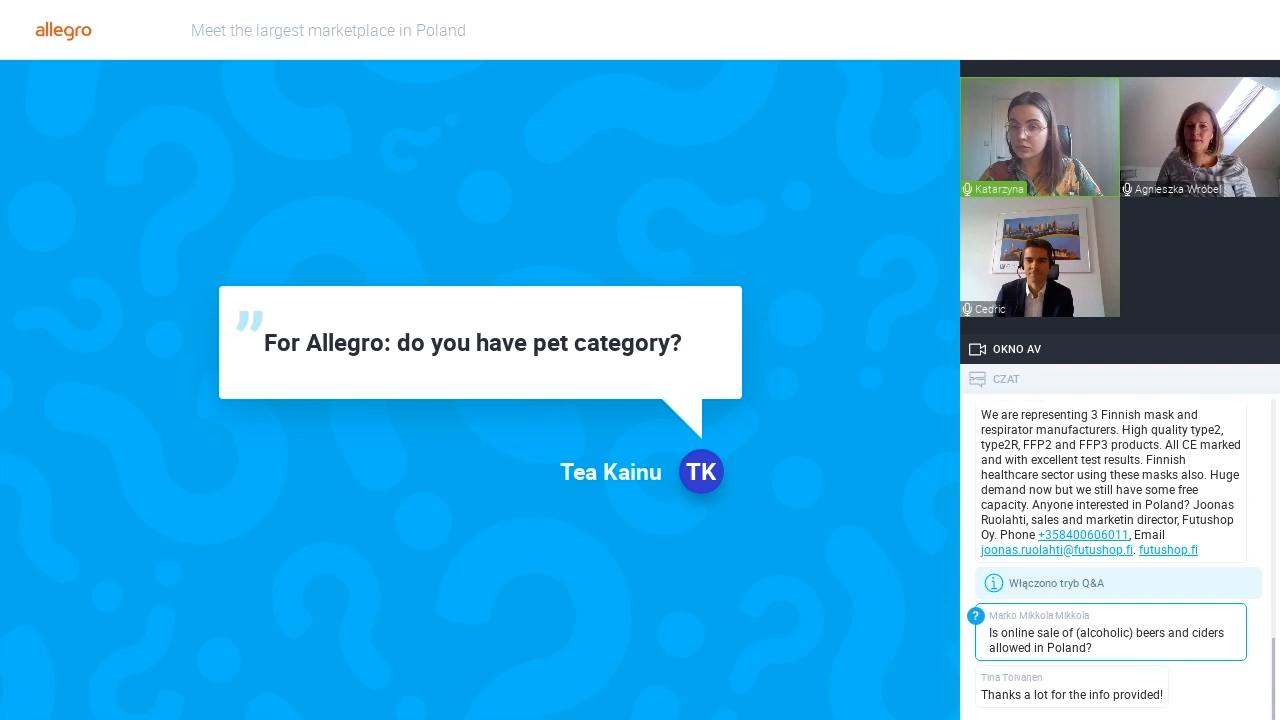 allegro
Meet the largest marketplace in Poland
”
For Allegro: do you have pet category?
Tea Kainu
TK
Katarzyna
Agnieszka Wróbel
Cedric
OKNO AV
CZAT
We are representing 3 Finnish mask and
respirator manufacturers. High quality type2,
type2R, FFP2 and FFP3 products. All CE marked
and with excellent test results. Finnish
healthcare sector using these masks also. Huge
demand now but we still have some free
capacity. Anyone interested in Poland? Joonas
Ruolahti, sales and marketin director, Futushop
Oy. Phone +358400606011, Email
joonas.ruolahti@futushop.fi. futushop.fi
Włączono tryb Q&A
?
Marko Mikkola Mikkola
Is online sale of (alcoholic) beers and ciders
allowed in Poland?
Tina Tolvanen
Thanks a lot for the info provided!